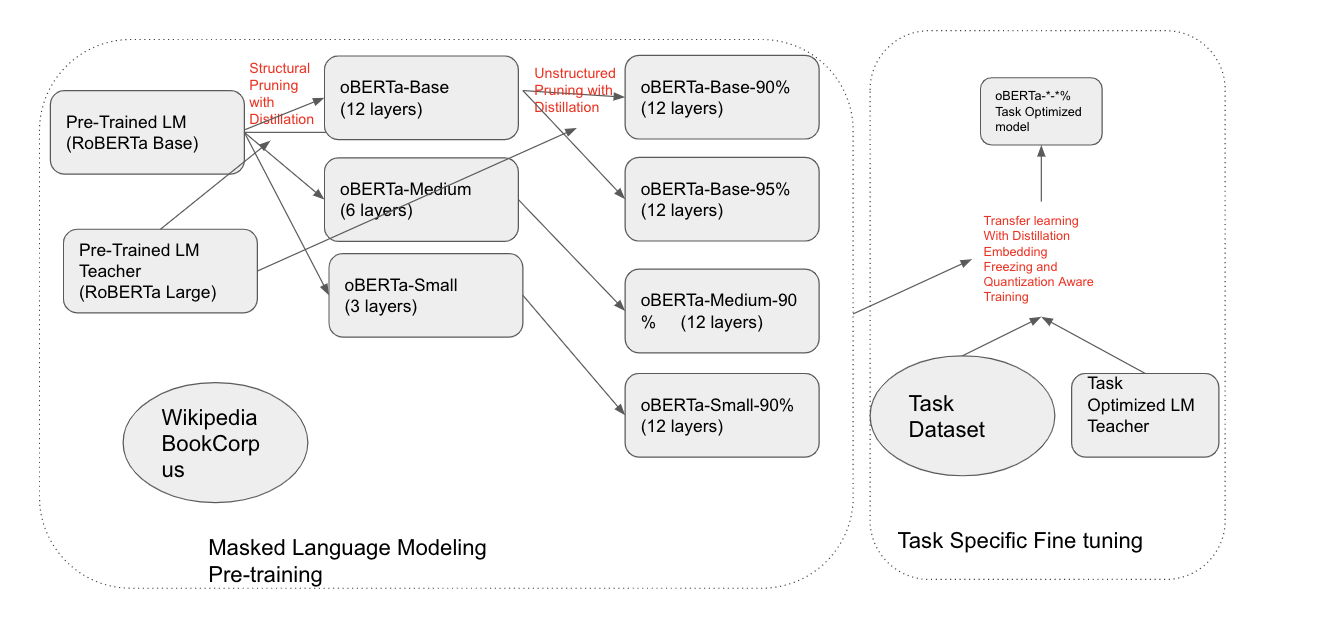 Pre-Trained LM
(RoBERTa Base)
Pre-Trained LM
Teacher
(RoBERTa Large)
Wikipedia
BookCorp
us
Structural
Pruning
with
Distillation
oBERTa-Base
(12 layers)
oBERTa-Medium
(6 layers)
oBERTa-Small
(3 layers)
Unstructured
Pruning with
Distillation
oBERTa-Base-90%
(12 layers)
oBERTa-Base-95%
(12 layers)
oBERTa-Medium-90
% (12 layers)
oBERTa-Small-90%
(12 layers)
Masked Language Modeling
Pre-training
oBERTa-*-*%
Task Optimized
model
Transfer learning
With Distillation
Embedding
Freezing and
Quantization Aware
Training
Task
Dataset
Task
Optimized LM
Teacher
Task Specific Fine tuning